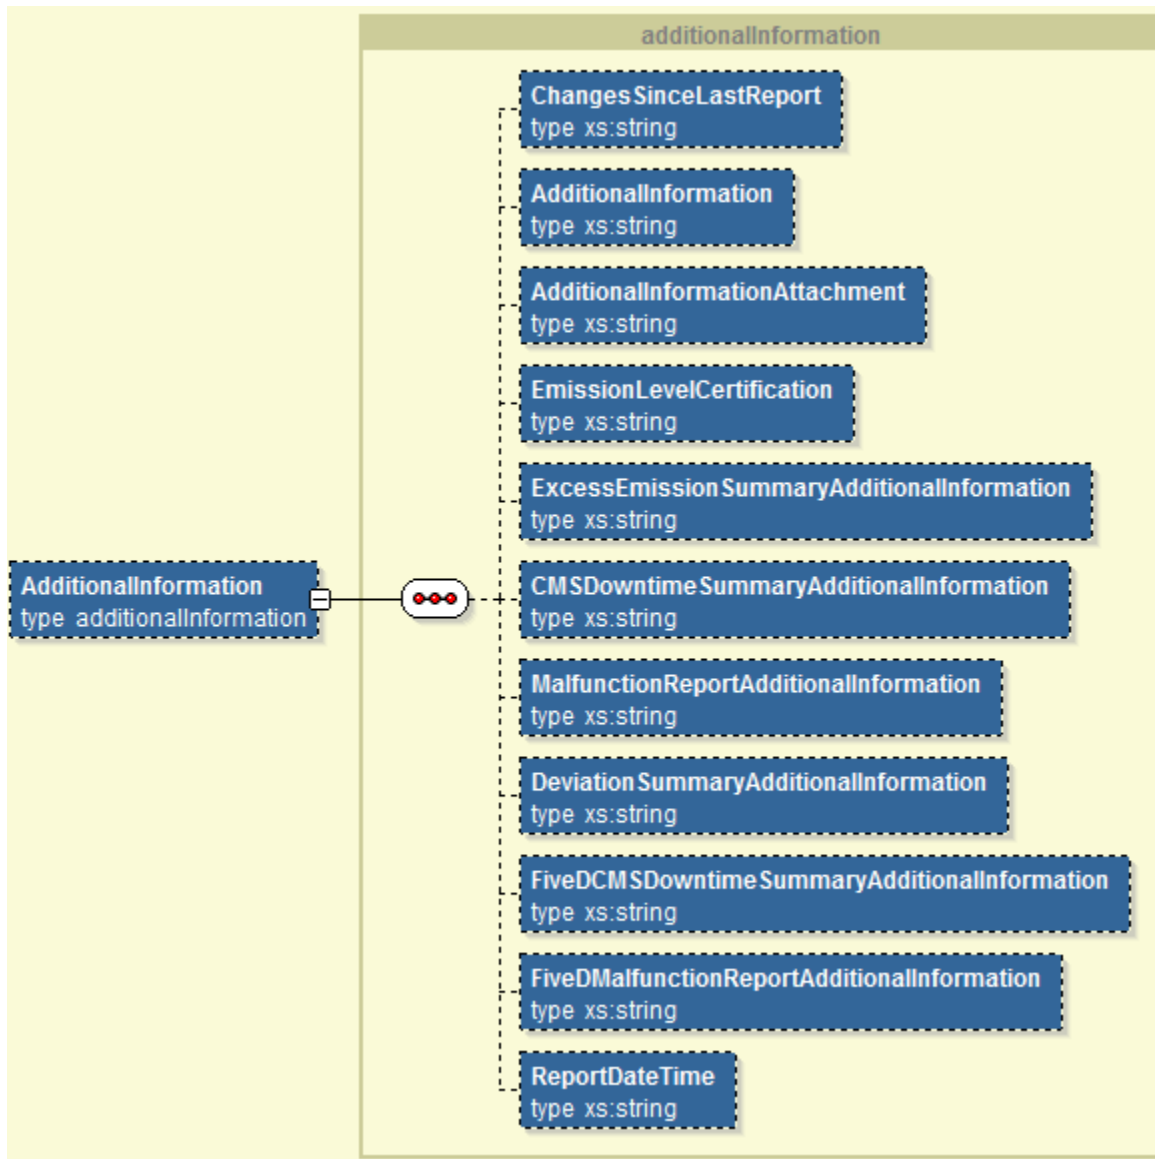 additionalInformation
ChangesSinceLastReport
type xs:string
AdditionalInformation
type xs:string
AdditionalInformationAttachment
type xs:string
EmissionLevelCertification
type xs:string
ExcessEmissionSummaryAdditionalInformation
type xs:string
AdditionalInformation
type additionalInformation
CMSDowntimeSummaryAdditionalInformation
type xs:string
MalfunctionReportAdditionalInformation
type xs:string
DeviationSummaryAdditionalInformation
type xs:string
FiveDCMSDowntimeSummaryAdditionalInformation
type xs:string
FiveDMalfunctionReportAdditionalInformation
type xs:string
ReportDateTime
type xs:string